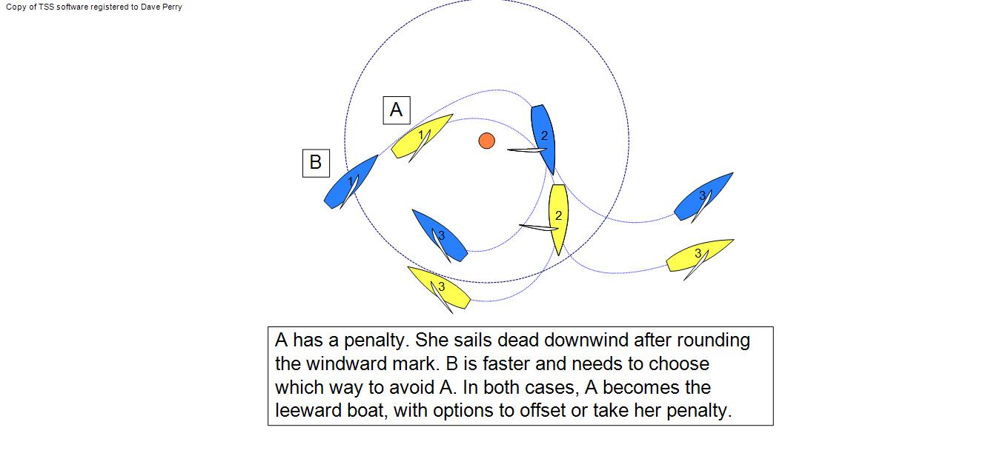 Copy of TSS software registered to Dave Perry
A
1
2
B
1
2
3
3
3
3
A has a penalty. She sails dead downwind after rounding
the windward mark. B is faster and needs to choose
which way to avoid A. In both cases, A becomes the
leeward boat, with options to offset or take her penalty.